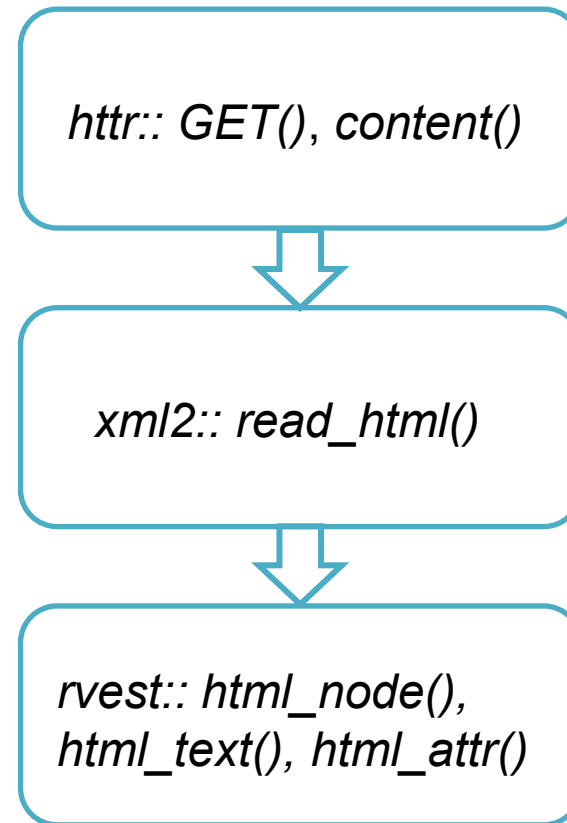 httr:: GET(), content()
xml2:: read_html()
rvest:: html_node(),
html_text(), html_attr()